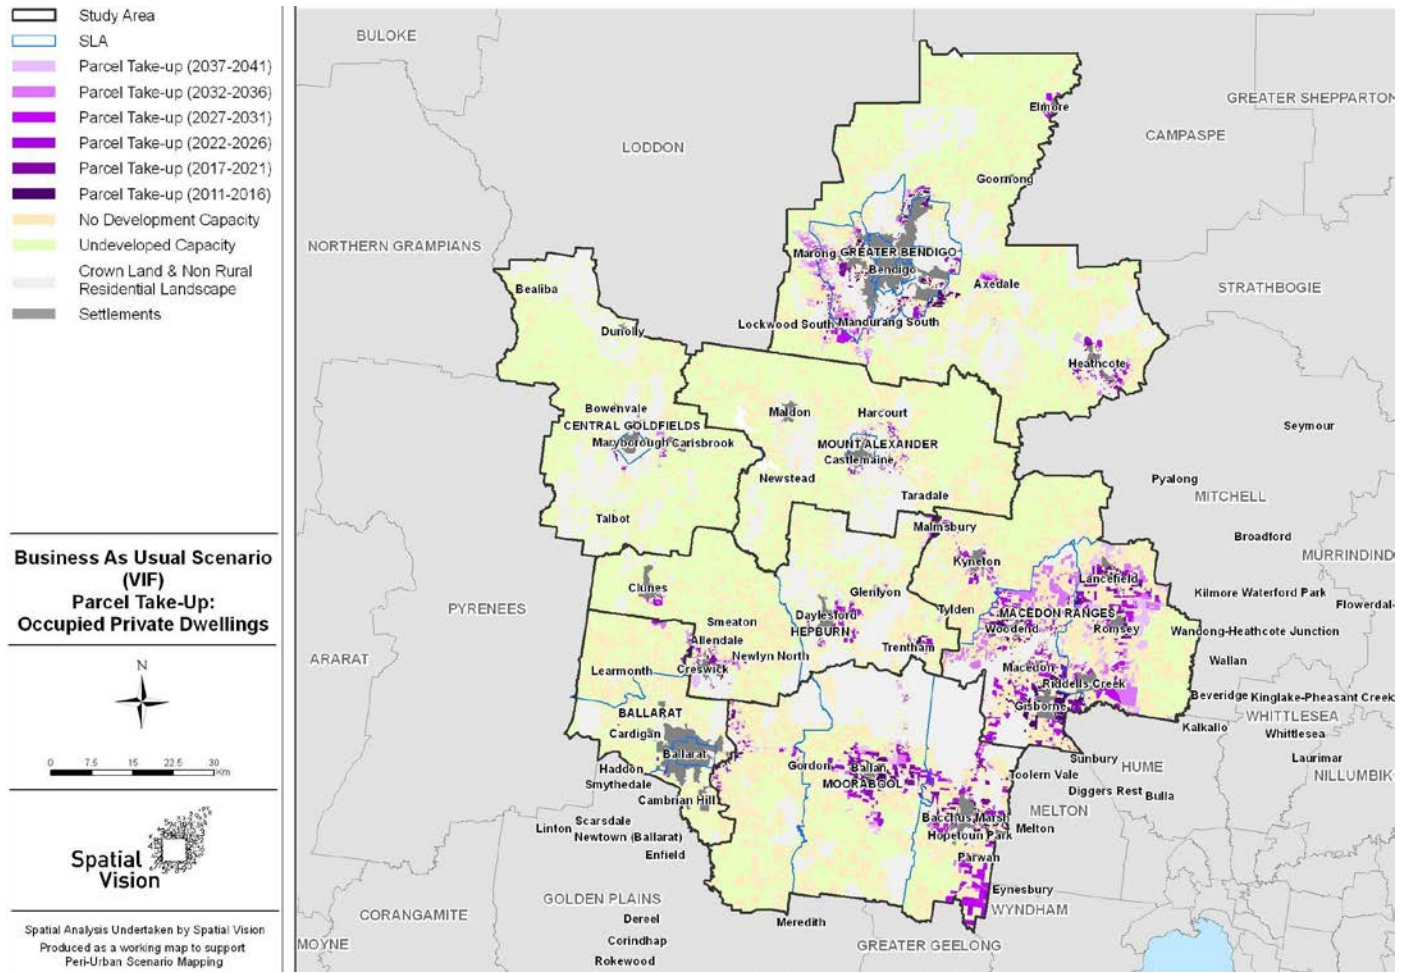 Study Area
SLA
Parcel Take-up (2037-2041)
Parcel Take-up (2032-2036)
Parcel Take-up (2027-2031)
Parcel Take-up (2022-2026)
Parcel Take-up (2017-2021)
Parcel Take-up (2011-2016)
No Development Capacity
Undeveloped Capacity
Crown Land & Non Rural
Residential Landscape
Settlements
Business As Usual Scenario
(VIF)
Parcel Take-Up:
Occupied Private Dwellings
N
0 7.5 15 22.5 30
Km
Spatial
Vision
Spatial Analysis Undertaken by Spatial Vision
Produced as a working map to support
Peri-Urban Scenario Mapping
BULOKE
GREATER SHEPPARTON
Elmore
CAMPASPE
LODDON
Goornong
NORTHERN GRAMPIANS
Marong
GREATER BENDIGO
Bendigo
Axedale
STRATHBOGIE
Bealiba
Dunolly
Lockwood South
Mandurang South
Heathcote
Bowenvale
Maldon
Harcourt
CENTRAL GOLDFIELDS
Seymour
Maryborough
Carisbrook
MOUNT ALEXANDER
Castlemaine
Newstead
Pyalong
MITCHELL
Taradale
Talbot
Malmsbury
Broadford
MURRINDIND
Kyneton
Lancefield
Clunes
Glenlyon
Kilmore Waterford Park
Flowerdal-
PYRENEES
Tylden
MACEDON RANGES
Daylesford
Smeaton
HEPBURN
Woodend
Romsey
Wandong-Heathcote Junction
Allendale
Trentham
ARARAT
Newlyn North
Wallan
Learmonth
Creswick
Macedon
Riddells Creek
Beveridge
Kinglake-Pheasant Creek
Gisborne
BALLARAT
WHITTLESEA
Cardigan
Kalkallo
Whittlesea
Ballarat
Sunbury
HUME
Laurimar
Haddon
Gordon
Ballan
Toolern Vale
NILLUMBIK
Smythedale
MOORABOOL
Diggers Rest
Bulla
Cambrian Hill
MELTON
Scarsdale
Bacchus Marsh
Linton
Melton
Newtown (Ballarat)
Hopetoun Park
Enfield
Parwan
Eynesbury
GOLDEN PLAINS
WYNDHAM
CORANGAMITE
Dereel
Meredith
Corindhap
MOYNE
GREATER GEELONG
Rokewood